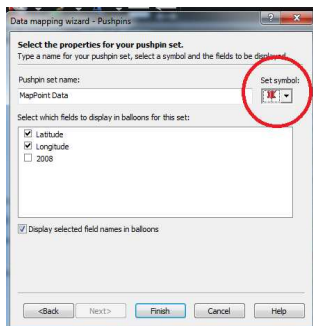 Data mapping wizard - Pushpins
Select the properties for your pushpin set.
Type a name for your pushpin set, select a symbol and the fields to be displayed.
Pushpin set name:
Set symbol:
MapPoint Data
Select which fields to display in balloons for this set:
Latitude
Longitude
2008
Display selected field names in balloons
<Back
Next>
Finish
Cancel
Help